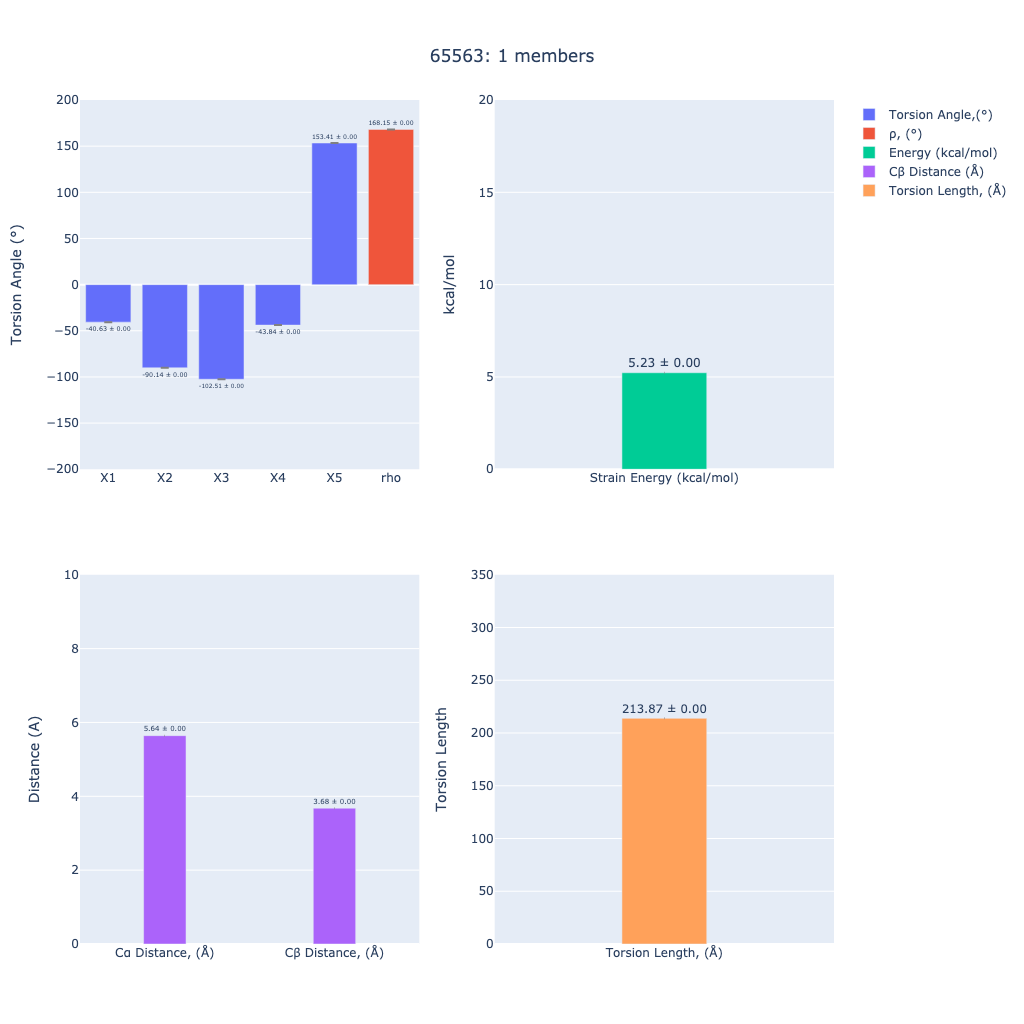 65563: 1 members
Torsion Angle (°)
200
150
100
50
0
−50
−100
−150
−200
-40.63 ± 0.00
-90.14 ± 0.00
-102.51 ± 0.00
-43.84 ± 0.00
153.41 ± 0.00
168.15 ± 0.00
X1 X2 X3 X4 X5 rho
kcal/mol
20
15
10
5
0
5.23 ± 0.00
Strain Energy (kcal/mol)
Torsion Angle,(°)
ρ, (°)
Energy (kcal/mol)
Cβ Distance (Å)
Torsion Length, (Å)
Distance (A)
10
8
6
4
2
0
5.64 ± 0.00
3.68 ± 0.00
Cα Distance, (Å) Cβ Distance, (Å)
Torsion Length
350
300
250
200
150
100
50
0
213.87 ± 0.00
Torsion Length, (Å)